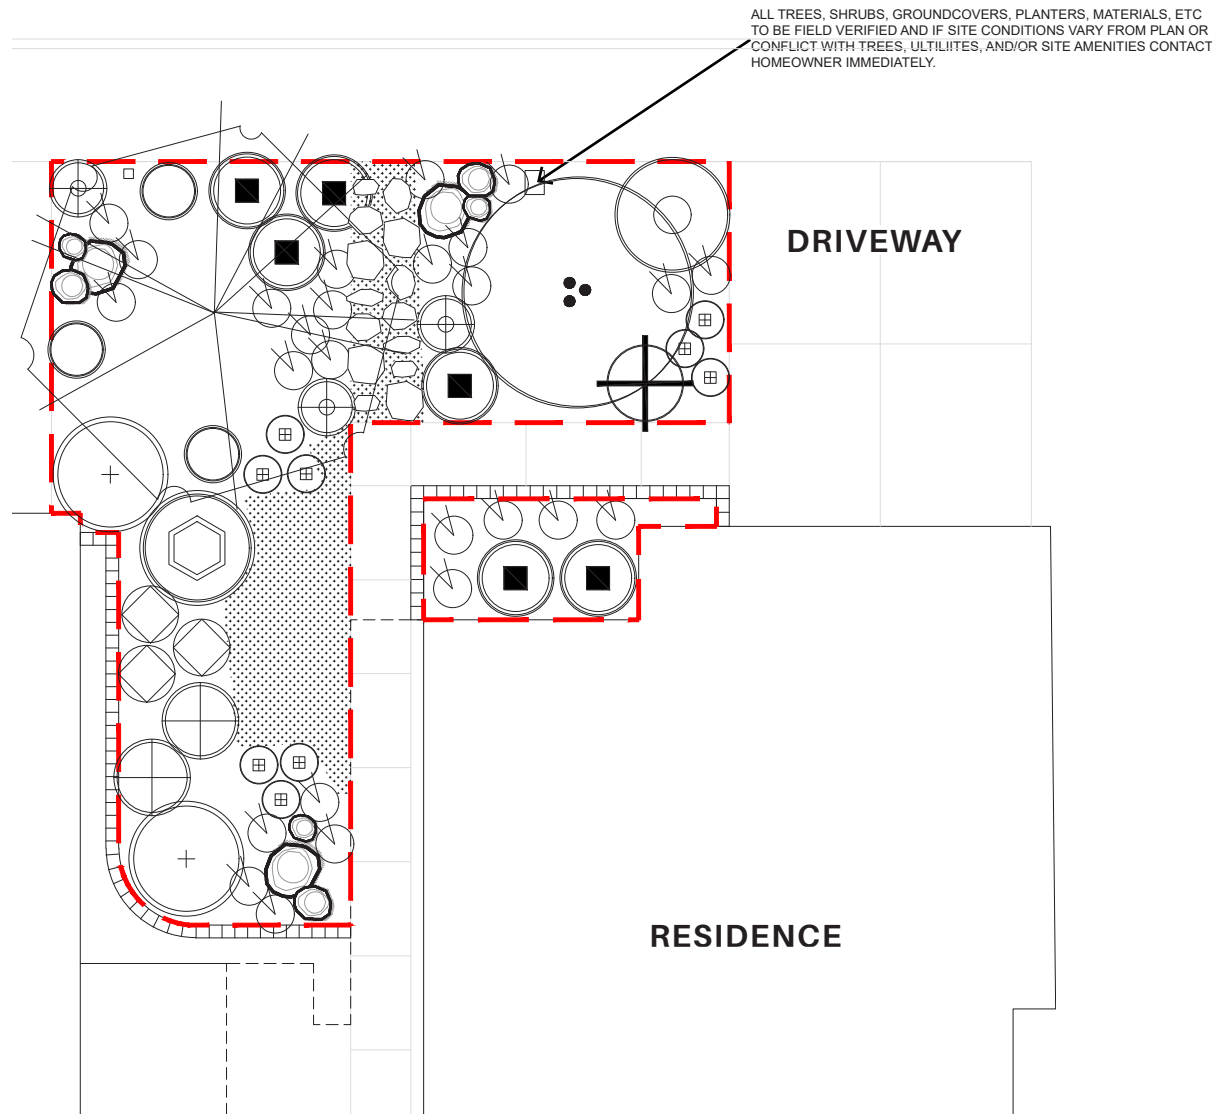 ALL TREES, SHRUBS, GROUNDCOVERS, PLANTERS, MATERIALS, ETC
TO BE FIELD VERIFIED AND IF SITE CONDITIONS VARY FROM PLAN OR
CONFLICT WITH TREES, ULTILIITES, AND/OR SITE AMENITIES CONTACT
HOMEOWNER IMMEDIATELY.
DRIVEWAY
RESIDENCE